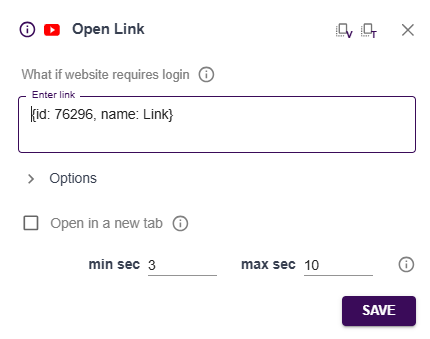 Open Link
V
T
What if website requires login
Enter link
{id: 76296, name: Link}
Options
Open in a new tab
min sec 3 max sec 10
SAVE